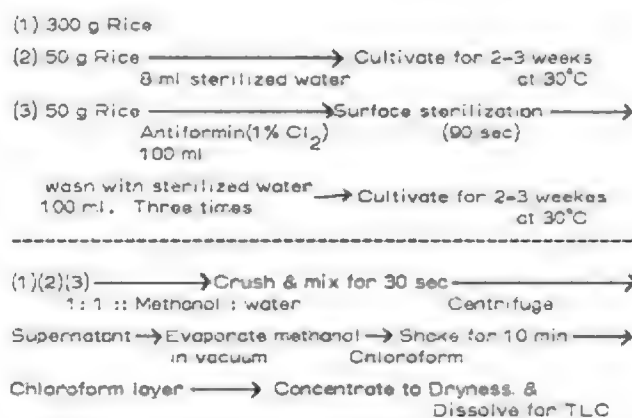 (1) 300 g Rice
(2) 50 g Rice ⟶ Cultivate for 2-3 weeks
8 ml sterilized water at 30°C
(3) 50 g Rice ⟶ Surface sterilization ⟶
Antiformin(1% Cl2) (90 sec)
100 ml
wasn with sterilized water ⟶ Cultivate for 2-3 weekes
100 ml. Three times at 30°C
(1)(2)(3) ⟶ Crush & mix for 30 sec ⟶
1 : 1 :: Methanol : water Centrifuge
Supernatant → Evaporate methanal → Shake for 10 min ⟶
in vacuum Chloroform
Chloroform layer ⟶ Concentrate to Dryness. &
Dissolve for TLC